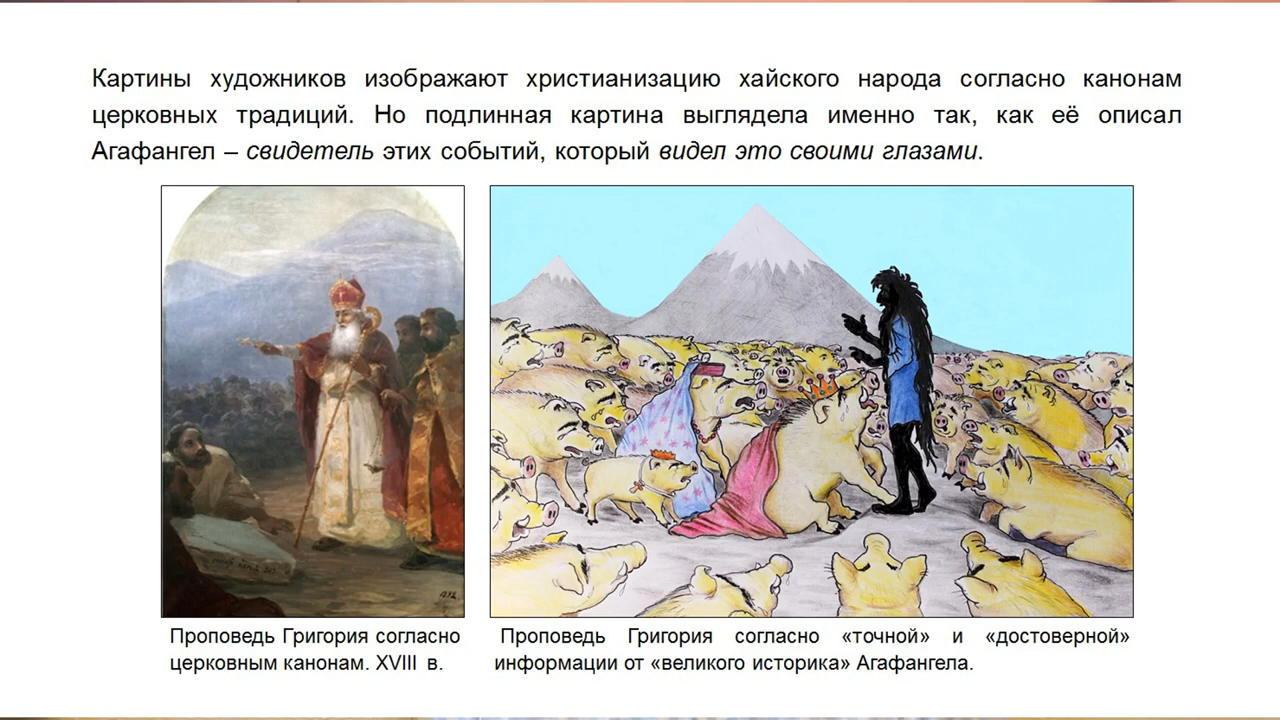 Картины художников изображают христианизацию хайского народа согласно канонам
церковных традиций. Но подлинная картина выглядела именно так, как её описал
Агафангел – свидетель этих событий, который видел это своими глазами.
Проповедь Григория согласно
церковным канонам. XVIII в.
Проповедь Григория согласно «точной» и «достоверной»
информации от «великого историка» Агафангела.